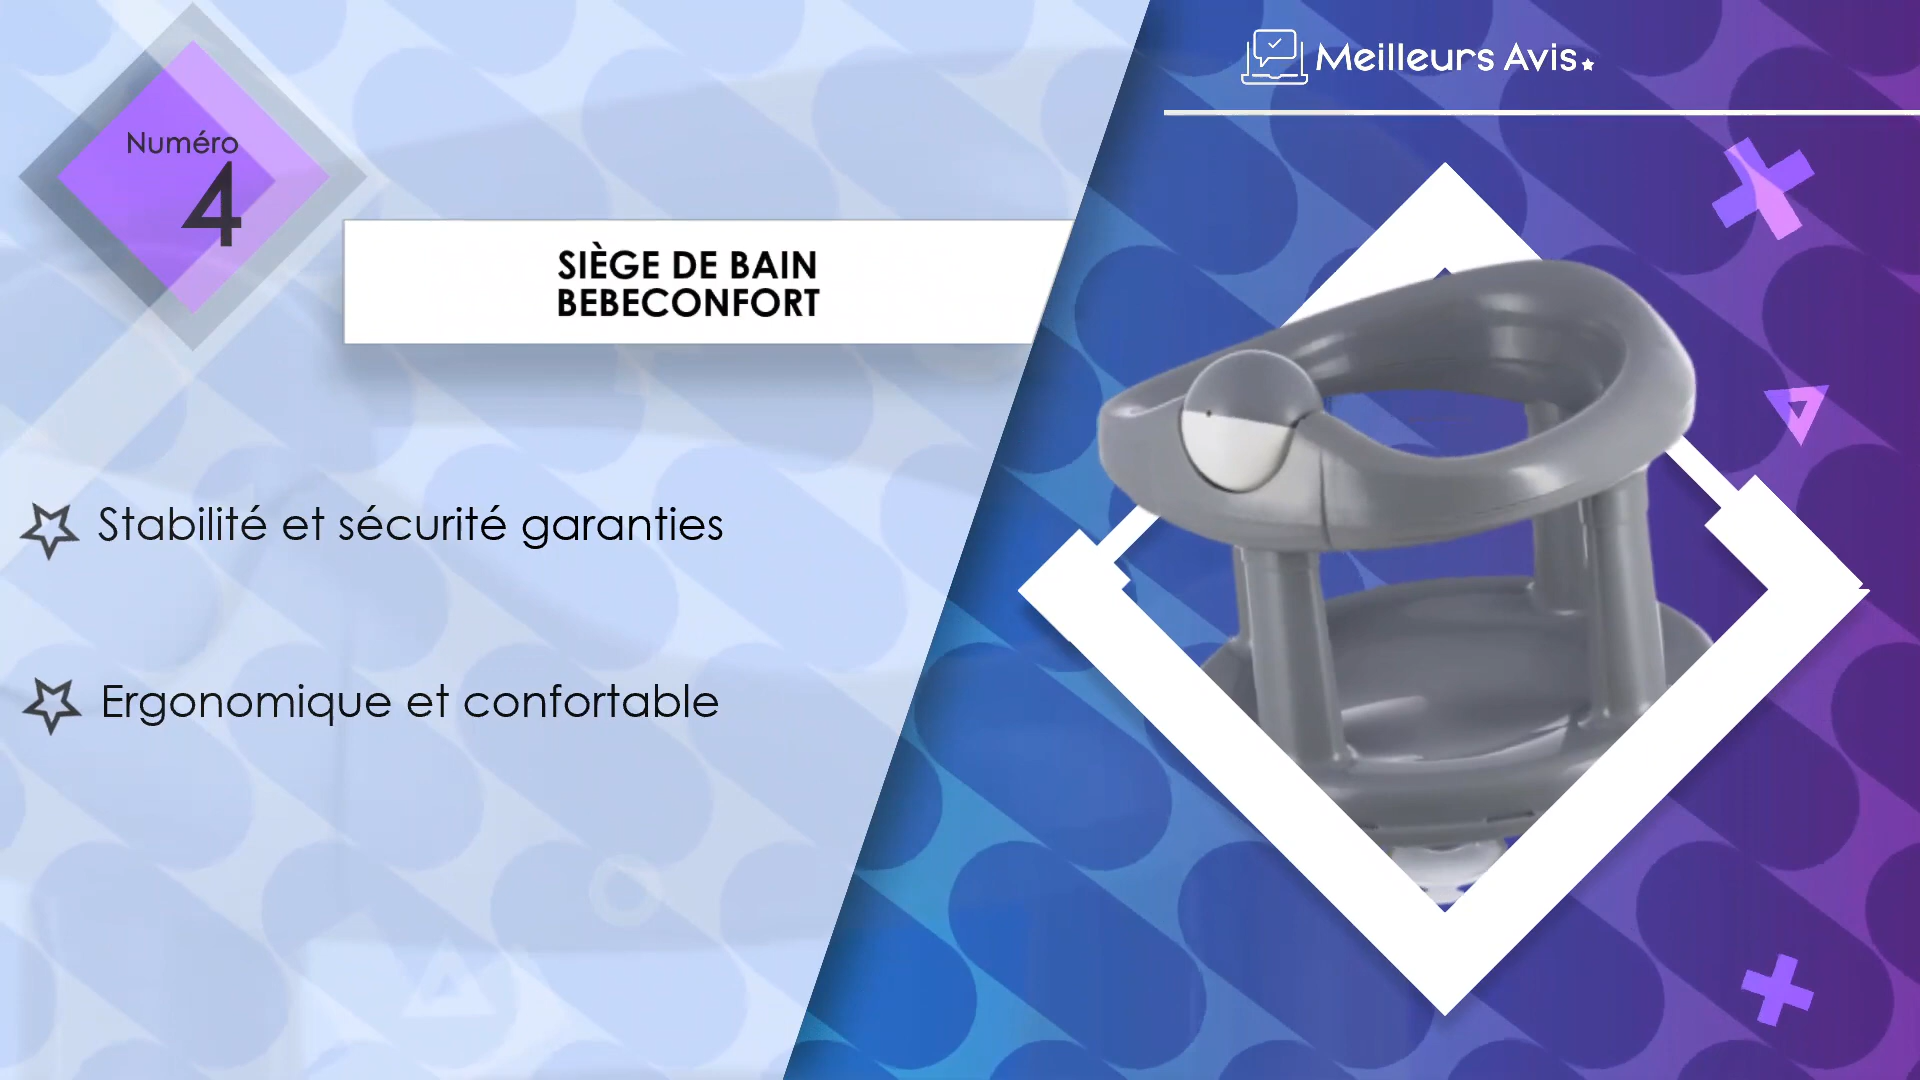 Numéro
4
Meilleurs Avis
SIÈGE DE BAIN
BEBECONFORT
Stabilité et sécurité garanties
Ergonomique et confortable